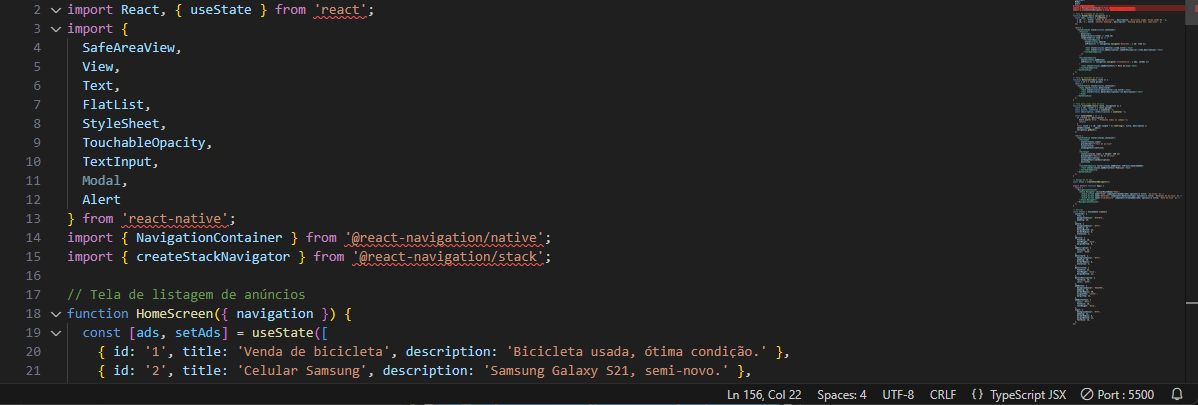 2 import React, { useState } from 'react';
3 import {
4 SafeAreaView,
5 View,
6 Text,
7 FlatList,
8 StyleSheet,
9 TouchableOpacity,
10 TextInput,
11 Modal,
12 Alert
13 } from 'react-native';
14 import { NavigationContainer } from '@react-navigation/native';
15 import { createStackNavigator } from '@react-navigation/stack';
16
17 // Tela de listagem de anúncios
18 function HomeScreen({ navigation }) {
19 const [ads, setAds] = useState([
20 { id: '1', title: 'Venda de bicicleta', description: 'Bicicleta usada, ótima condição.' },
21 { id: '2', title: 'Celular Samsung', description: 'Samsung Galaxy S21, semi-novo.' },
Ln 156, Col 22 Spaces: 4 UTF-8 CRLF {} TypeScript JSX Port : 5500